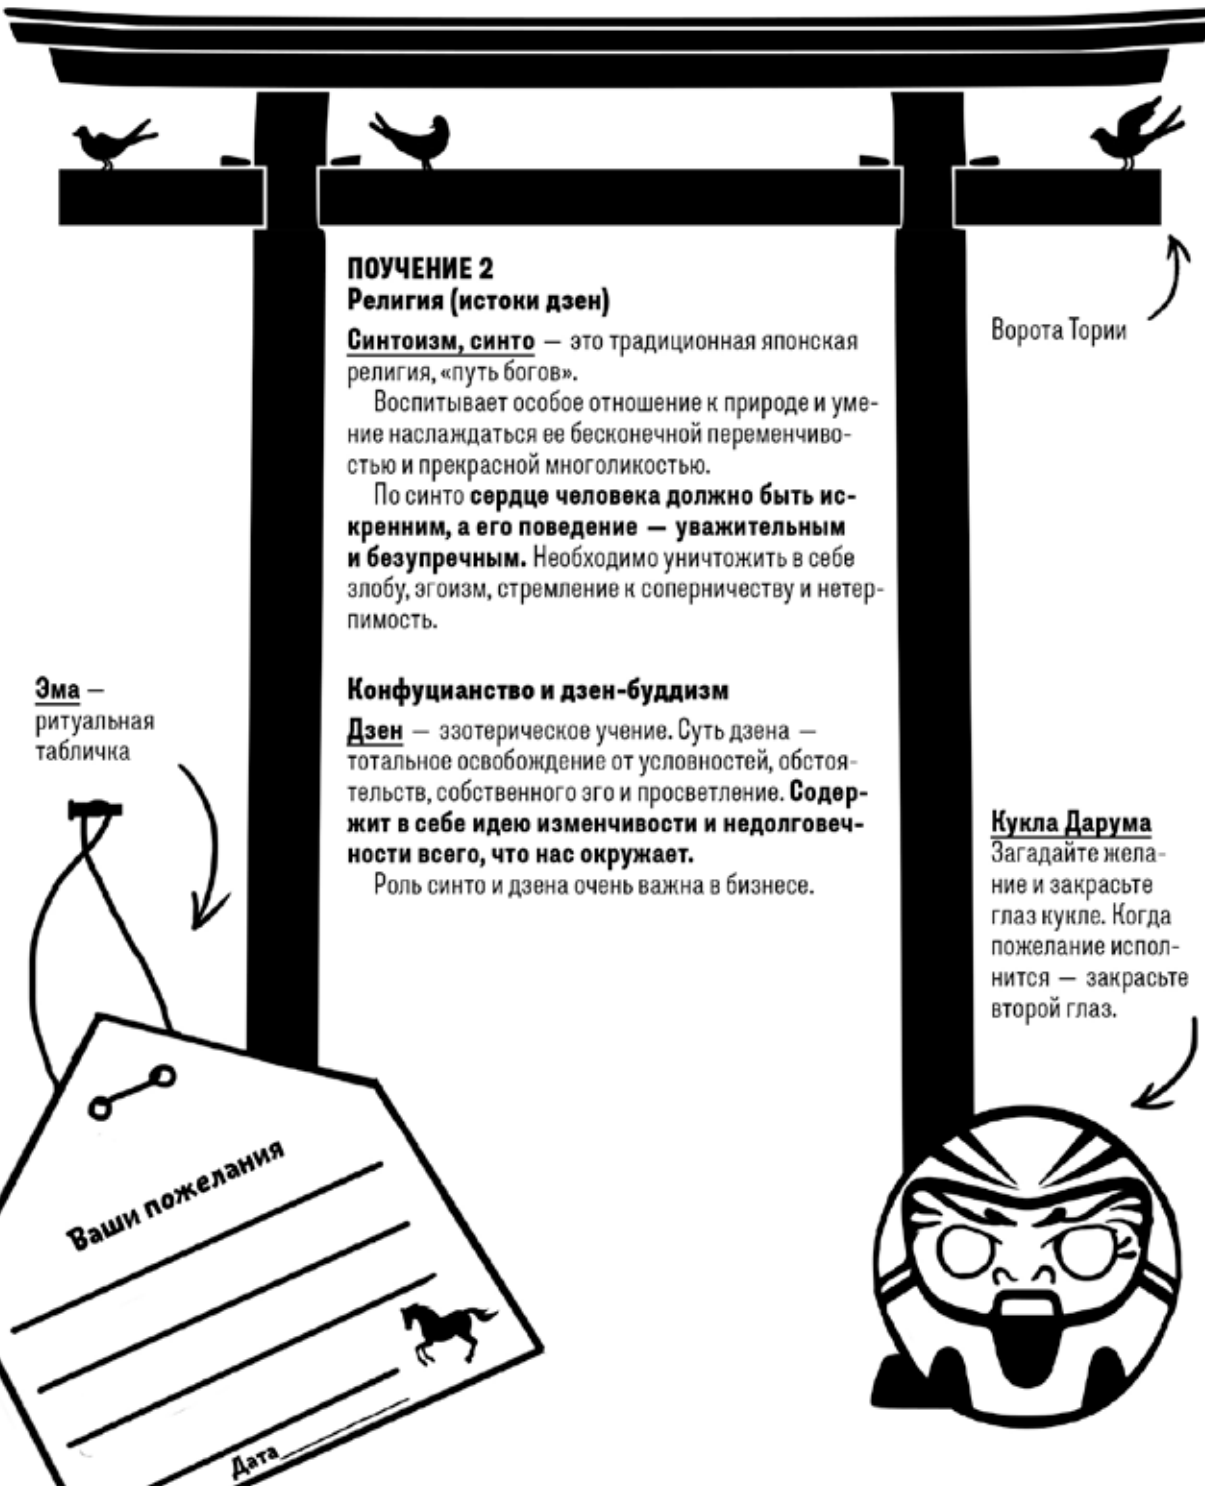 ПОУЧЕНИЕ 2
Религия (истоки дзен)
Синтоизм, синто — это традиционная японская
религия, «путь богов».
Воспитывает особое отношение к природе и уме-
ние наслаждаться ее бесконечной переменчиво-
стью и прекрасной многоликостью.
По синто сердце человека должно быть ис-
кренним, а его поведение — уважительным
и безупречным. Необходимо уничтожить в себе
злобу, эгоизм, стремление к соперничеству и нетер-
пимость.
Ворота Тории
Конфуцианство и дзен-буддизм
Дзен — эзотерическое учение. Суть дзена —
тотальное освобождение от условностей, обстоя-
тельств, собственного эго и просветление. Содер-
жит в себе идею изменчивости и недолговеч-
ности всего, что нас окружает.
Роль синто и дзена очень важна в бизнесе.
Эма —
ритуальная
табличка
Кукла Дарума
Загадайте жела-
ние и закрасьте
глаз кукле. Когда
пожелание испол-
нится — закрасьте
второй глаз.
Ваши пожелания
Дата